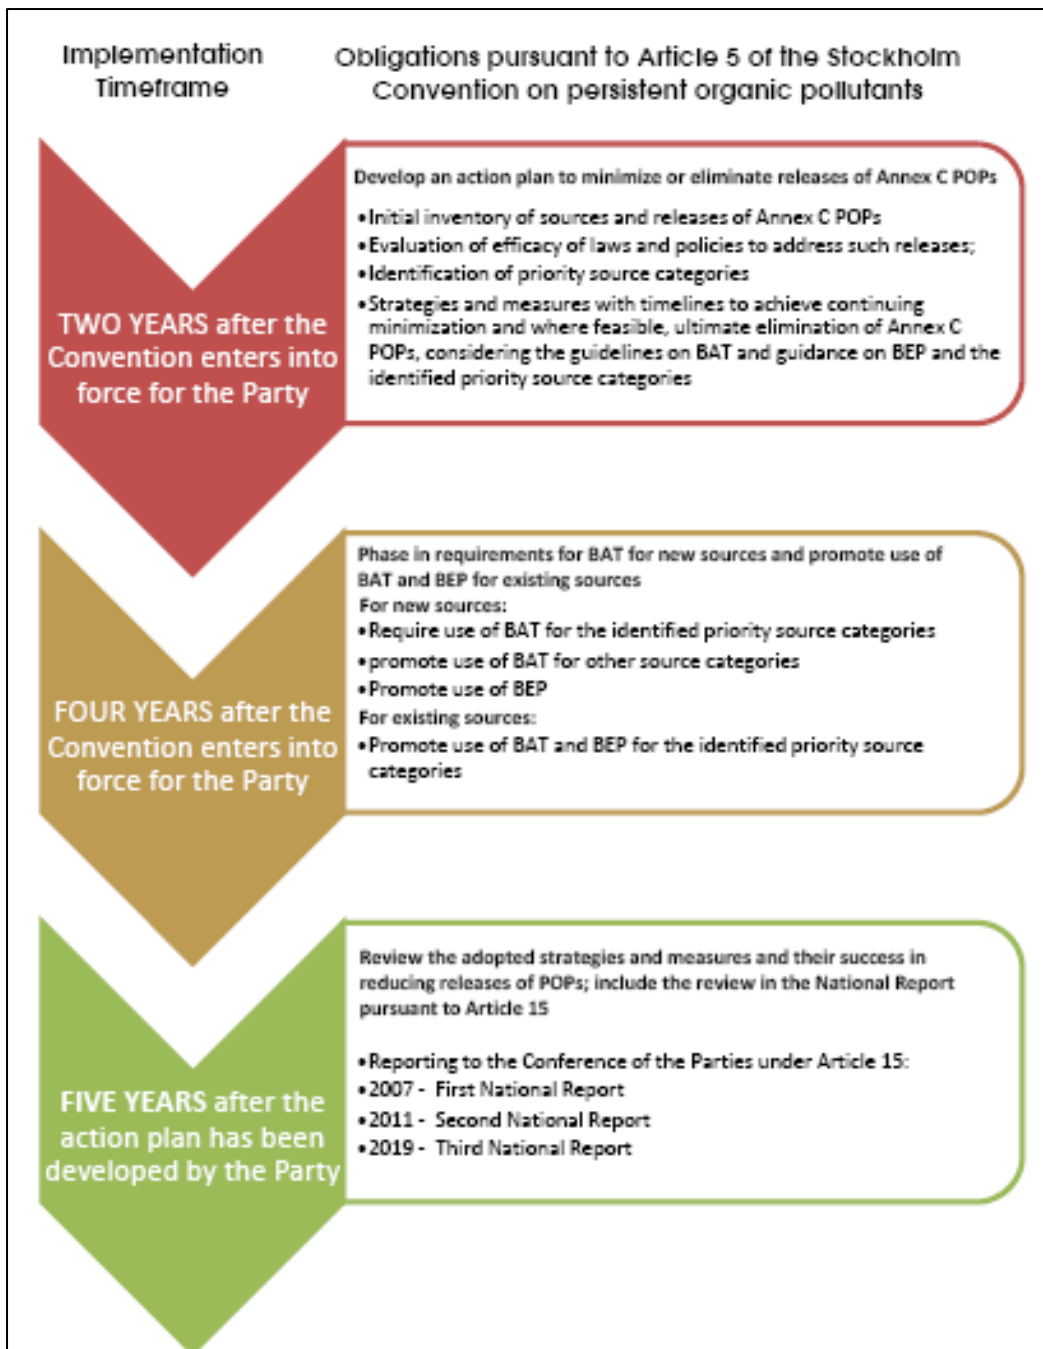 Implementation
Timeframe
Obligations pursuant to Article 5 of the Stockholm
Convention on persistent organic pollutants
TWO YEARS after the
Convention enters into
force for the Party
Develop an action plan to minimize or eliminate releases of Annex C POPs
•Initial inventory of sources and releases of Annex C POPs
•Evaluation of efficacy of laws and policies to address such releases;
•Identification of priority source categories
•Strategies and measures with timelines to achieve continuing
minimization and where feasible, ultimate elimination of Annex C
POPs, considering the guidelines on BAT and guidance on BEP and the
identified priority source categories
FOUR YEARS after the
Convention enters into
force for the Party
Phase in requirements for BAT for new sources and promote use of
BAT and BEP for existing sources
For new sources:
•Require use of BAT for the identified priority source categories
•promote use of BAT for other source categories
•Promote use of BEP
For existing sources:
•Promote use of BAT and BEP for the identified priority source
categories
FIVE YEARS after the
action plan has been
developed by the Party
Review the adopted strategies and measures and their success in
reducing releases of POPs; include the review in the National Report
pursuant to Article 15
•Reporting to the Conference of the Parties under Article 15:
•2007 - First National Report
•2011 - Second National Report
•2019 - Third National Report